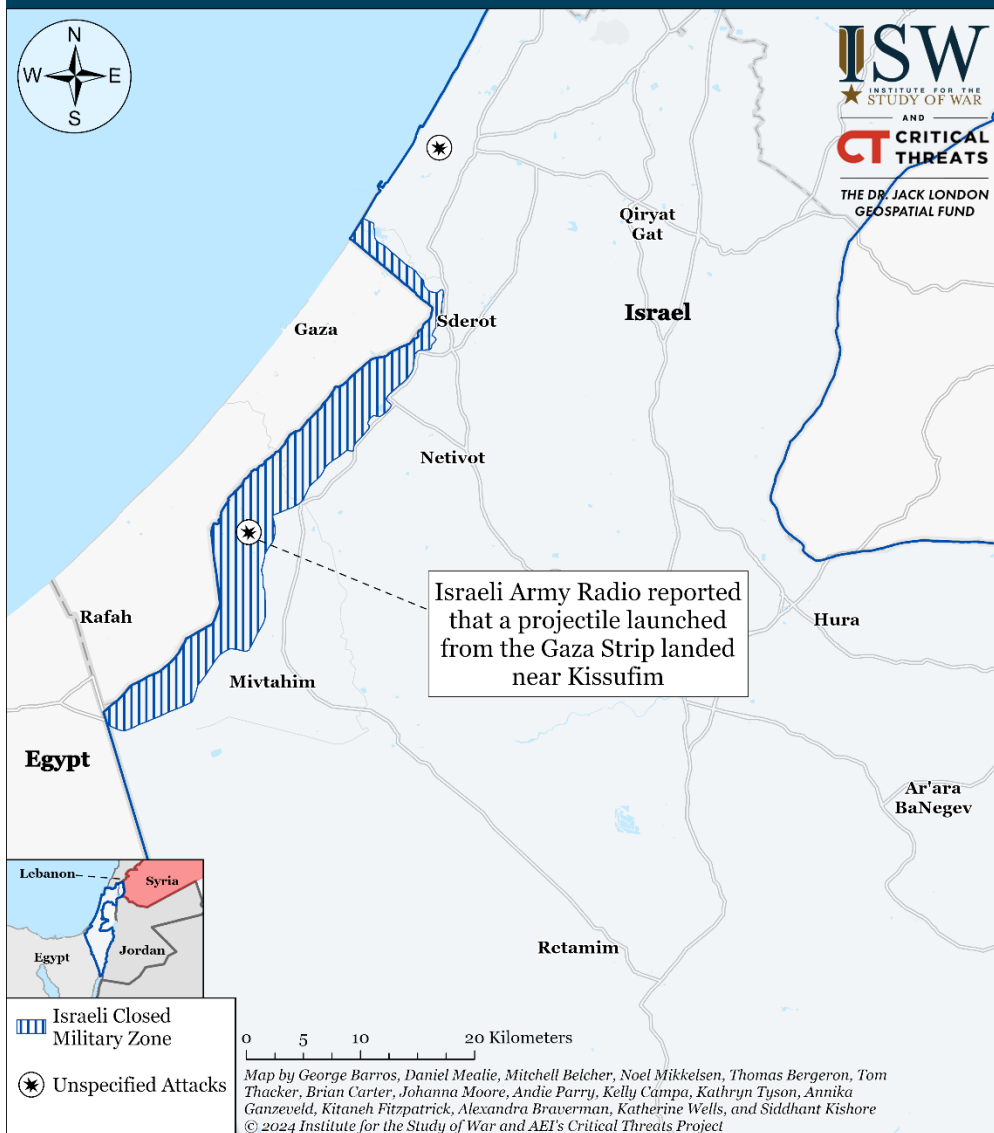 N
W
E
S
ISW
INSTITUTE FOR THE
STUDY OF WAR
AND
CT CRITICAL
THREATS
THE DR. JACK LONDON
GEOSPATIAL FUND
Qiryat
Gat
Israel
Gaza
Sderot
Netivot
Israeli Army Radio reported
that a projectile launched
from the Gaza Strip landed
near Kissufim
Rafah
Hura
Mivtahim
Egypt
Ar'ara
BaNegev
Lebanon
Syria
Egypt
Jordan
Retamim
Israeli Closed
Military Zone
Unspecified Attacks
0 5 10 20 Kilometers
Map by George Barros, Daniel Mealie, Mitchell Belcher, Noel Mikkelsen, Thomas Bergeron, Tom
Thacker, Brian Carter, Johanna Moore, Andie Parry, Kelly Campa, Kathryn Tyson, Annika
Ganzeveld, Kitaneh Fitzpatrick, Alexandra Braverman, Katherine Wells, and Siddhant Kishore
© 2024 Institute for the Study of War and AEI's Critical Threats Project